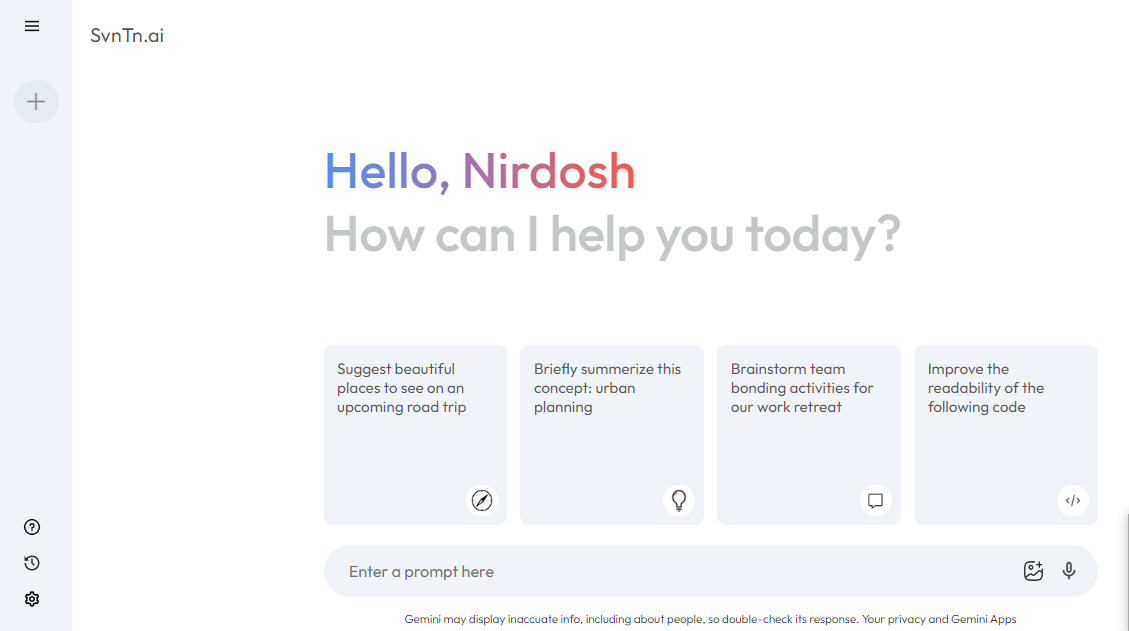 SvnTn.ai
Hello, Nirdosh
How can I help you today?
Suggest beautiful
places to see on an
upcoming road trip
Briefly summerize this
concept: urban
planning
Brainstorm team
bonding activities for
our work retreat
Improve the
readability of the
following code
</>
Enter a prompt here
Gemini may display inaccuate info, including about people, so double-check its response. Your privacy and Gemini Apps